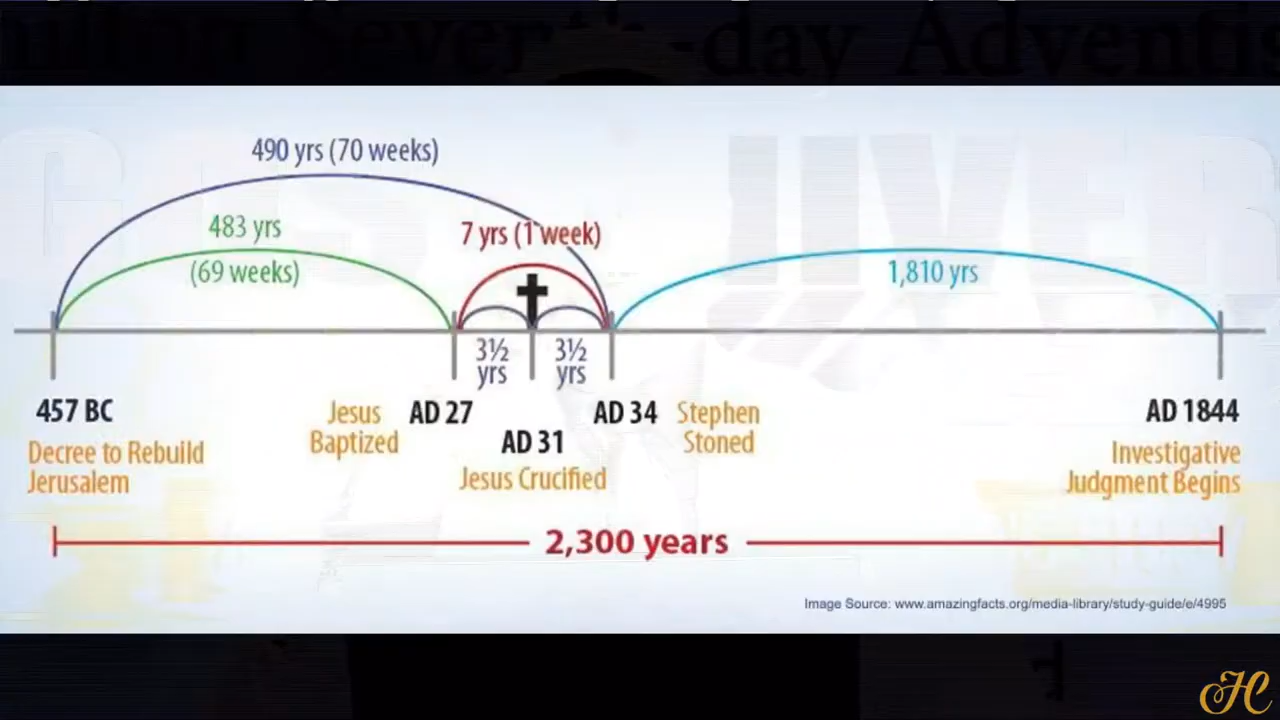 Seven-day Adventis
490 yrs (70 weeks)
483 yrs
(69 weeks)
7 yrs (1 week)
1,810 yrs
3½
yrs
3½
yrs
457 BC
Decree to Rebuild
Jerusalem
Jesus
Baptized
AD 27
AD 31
Jesus Crucified
AD 34
Stephen
Stoned
AD 1844
Investigative
Judgment Begins
2,300 years
Image Source: www.amazingfacts.org/media-library/study-guide/e/4995